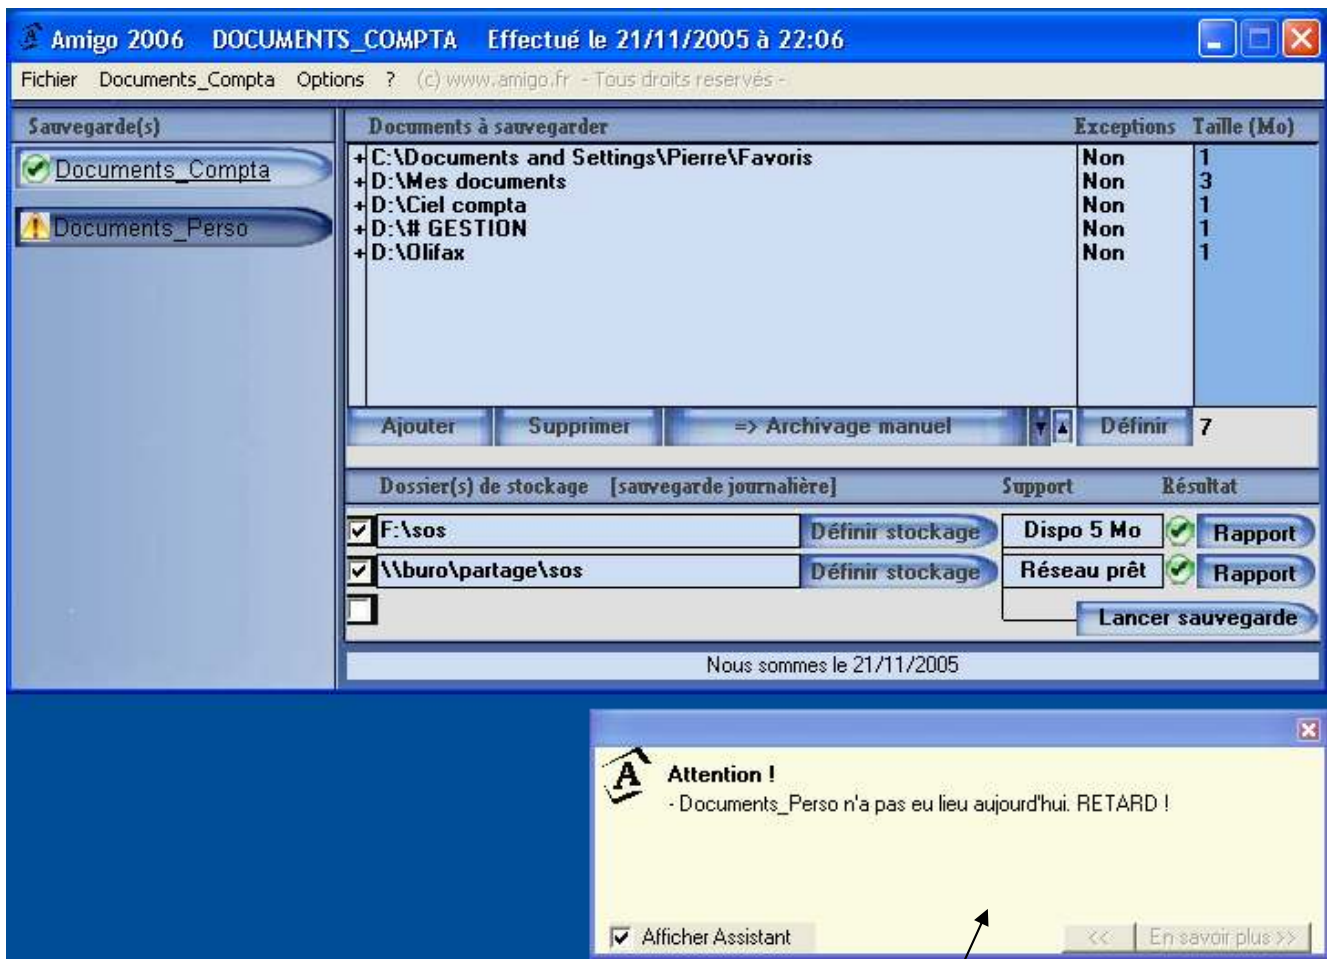 Amigo 2006 DOCUMENTS_COMPTA Effectué le 21/11/2005 à 22:06
Fichier Documents_Compta Options ? (c) www.amigo.fr - Tous droits reservés -
Sauvegarde(s) Documents à sauvegarder Exceptions Taille (Mo)
Documents_Compta
Documents_Perso
+ C:\Documents and Settings\Pierre\Favoris Non 1
+ D:\Mes documents Non 3
+ D:\Ciel compta Non 1
+ D:\# GESTION Non 1
+ D:\Olifax Non 1
Ajouter Supprimer => Archivage manuel Définir 7
Dossier(s) de stockage [sauvegarde journalière] Support Résultat
F:\sos Définir stockage Dispo 5 Mo Rapport
\\buro\partage\sos Définir stockage Réseau prêt Rapport
Lancer sauvegarde
Nous sommes le 21/11/2005
A Attention !
- Documents_Perso n'a pas eu lieu aujourd'hui. RETARD !
Afficher Assistant << En savoir plus >>